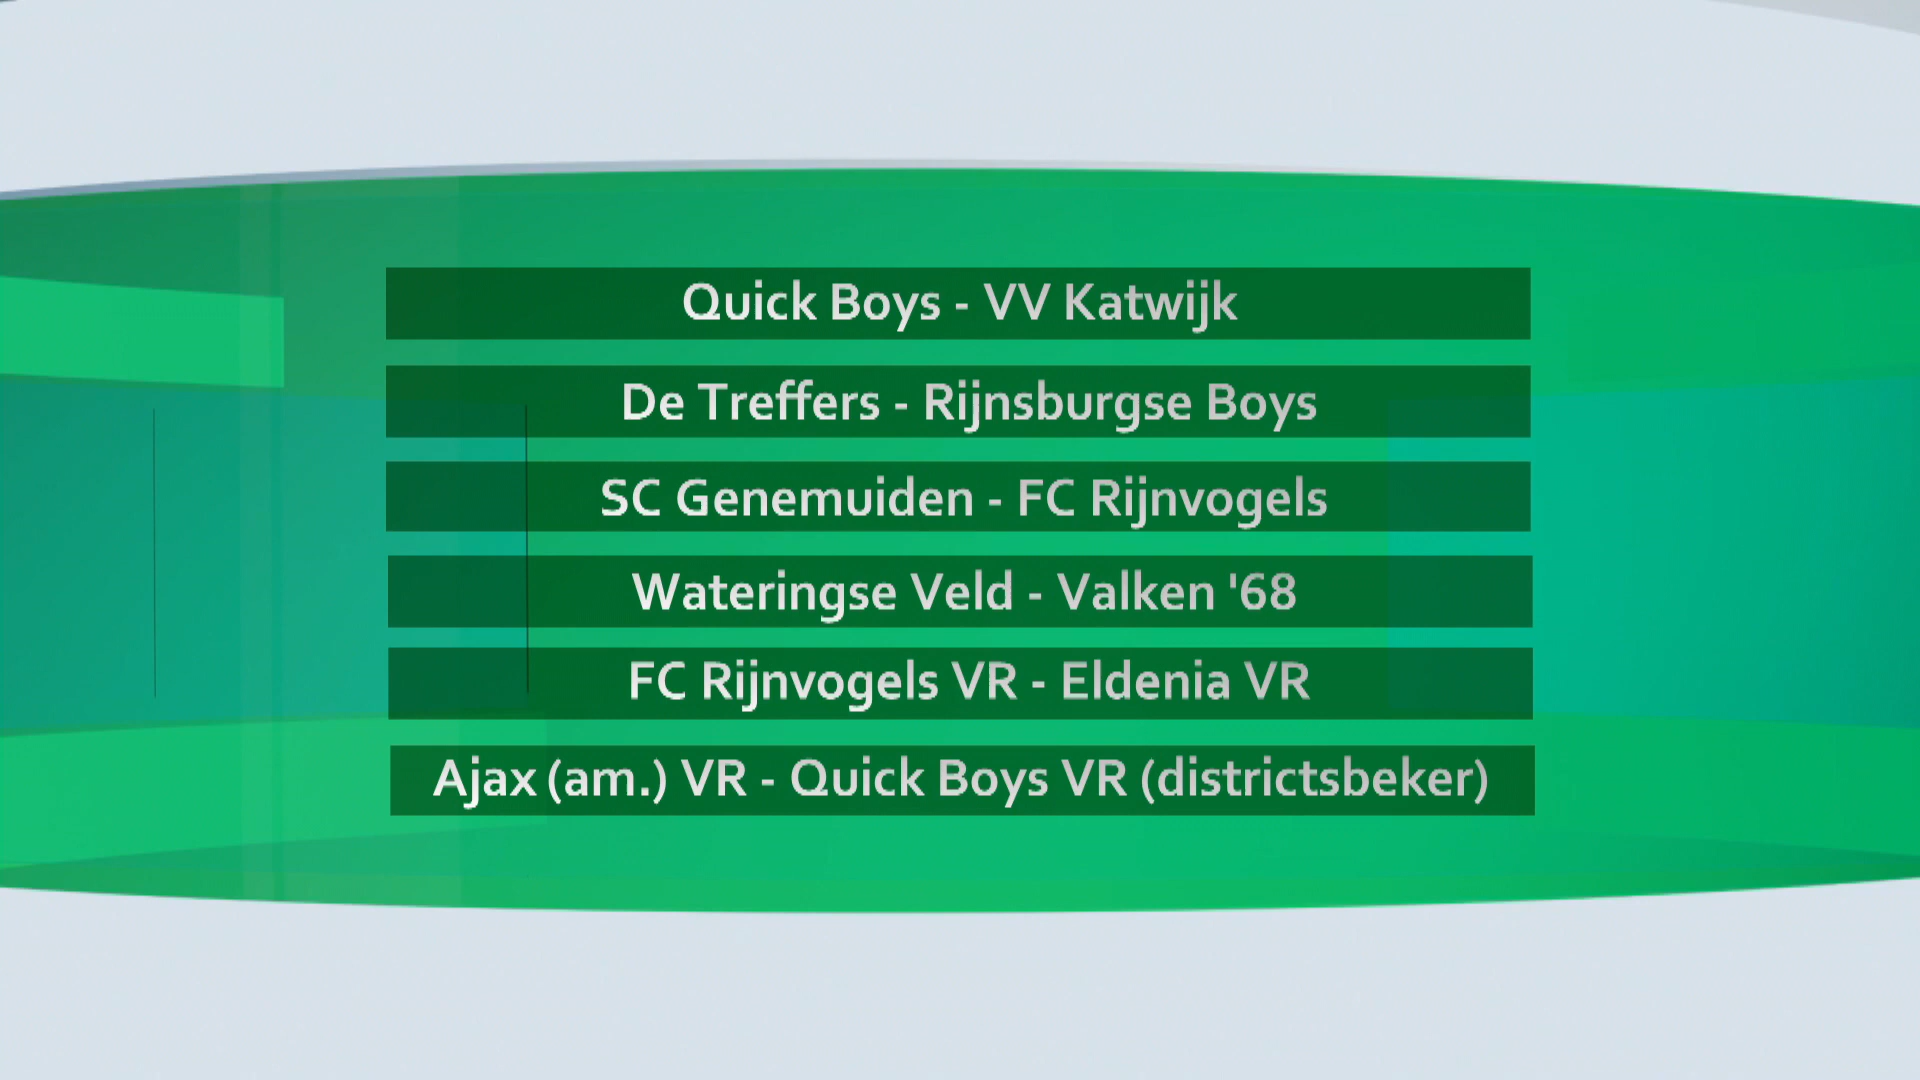 Quick Boys - VV Katwijk
De Treffers - Rijnsburgse Boys
SC Genemuiden - FC Rijnvogels
Wateringse Veld - Valken '68
FC Rijnvogels VR - Eldenia VR
Ajax (am.) VR - Quick Boys VR (districtsbeker)